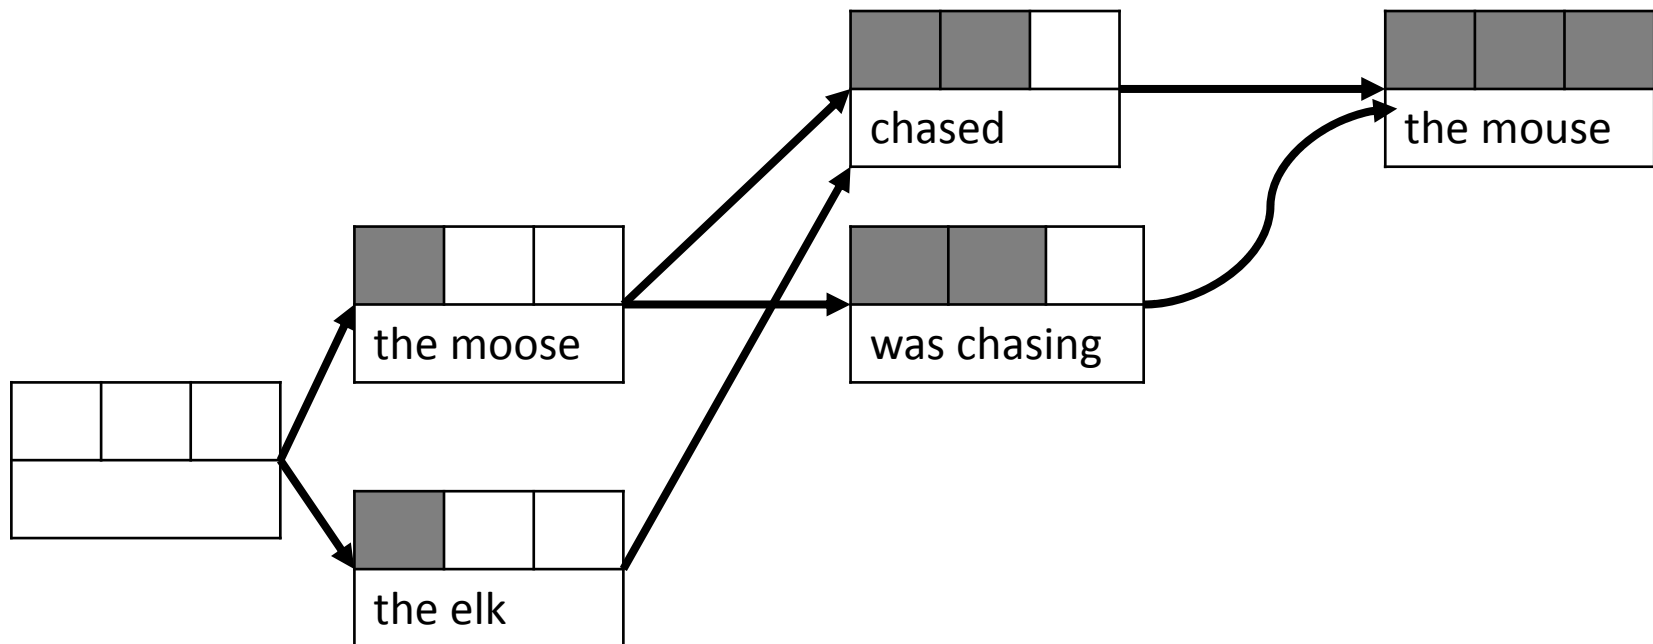 chased
the mouse
the moose
was chasing
the elk